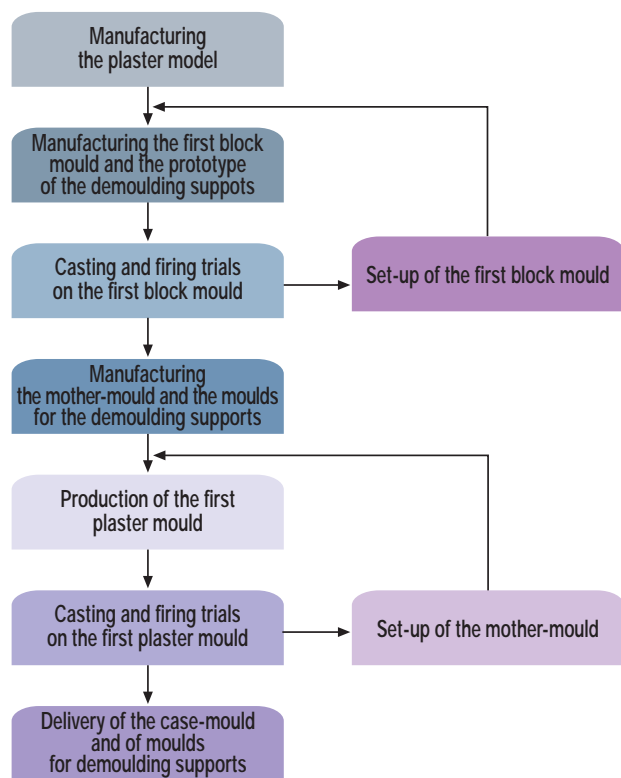 Manufacturing
the plaster model
Manufacturing the first block
mould and the prototype
of the demoulding suppots
Casting and firing trials
on the first block mould
Set-up of the first block mould
Manufacturing
the mother-mould and the moulds
for the demoulding supports
Production of the first
plaster mould
Casting and firing trials
on the first plaster mould
Set-up of the mother-mould
Delivery of the case-mould
and of moulds
for demoulding supports